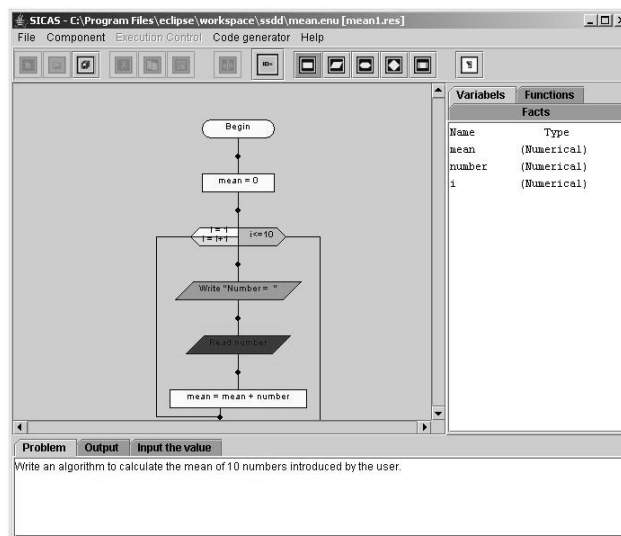 SICAS - C:\Program Files\eclipse\workspace\ssdd\mean.enu [mean1.res]
File Component Execution Control Code generator Help
ID=
Variabels Functions
Facts
Name Type
mean (Numerical)
number (Numerical)
i (Numerical)
Begin
mean = 0
i = 1
i = i+1
i<=10
Write "Number = "
Read number
mean = mean + number
Problem Output Input the value
Write an algorithm to calculate the mean of 10 numbers introduced by the user.